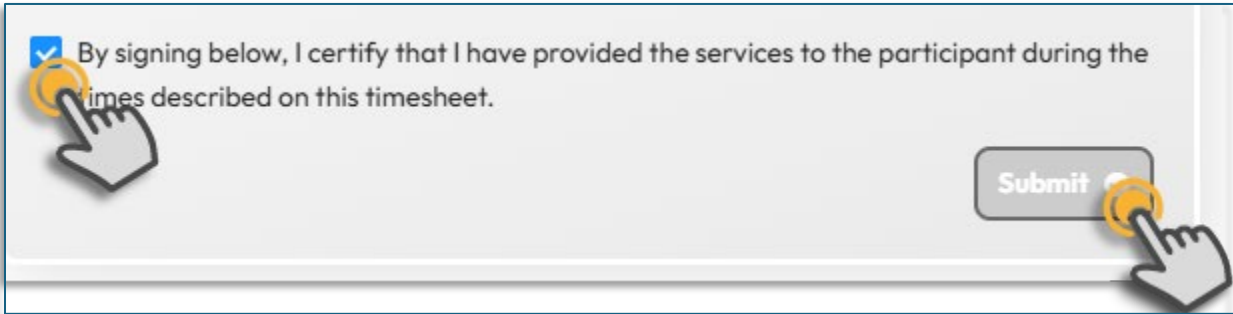 By signing below, I certify that I have provided the services to the participant during the
times described on this timesheet.
Submit